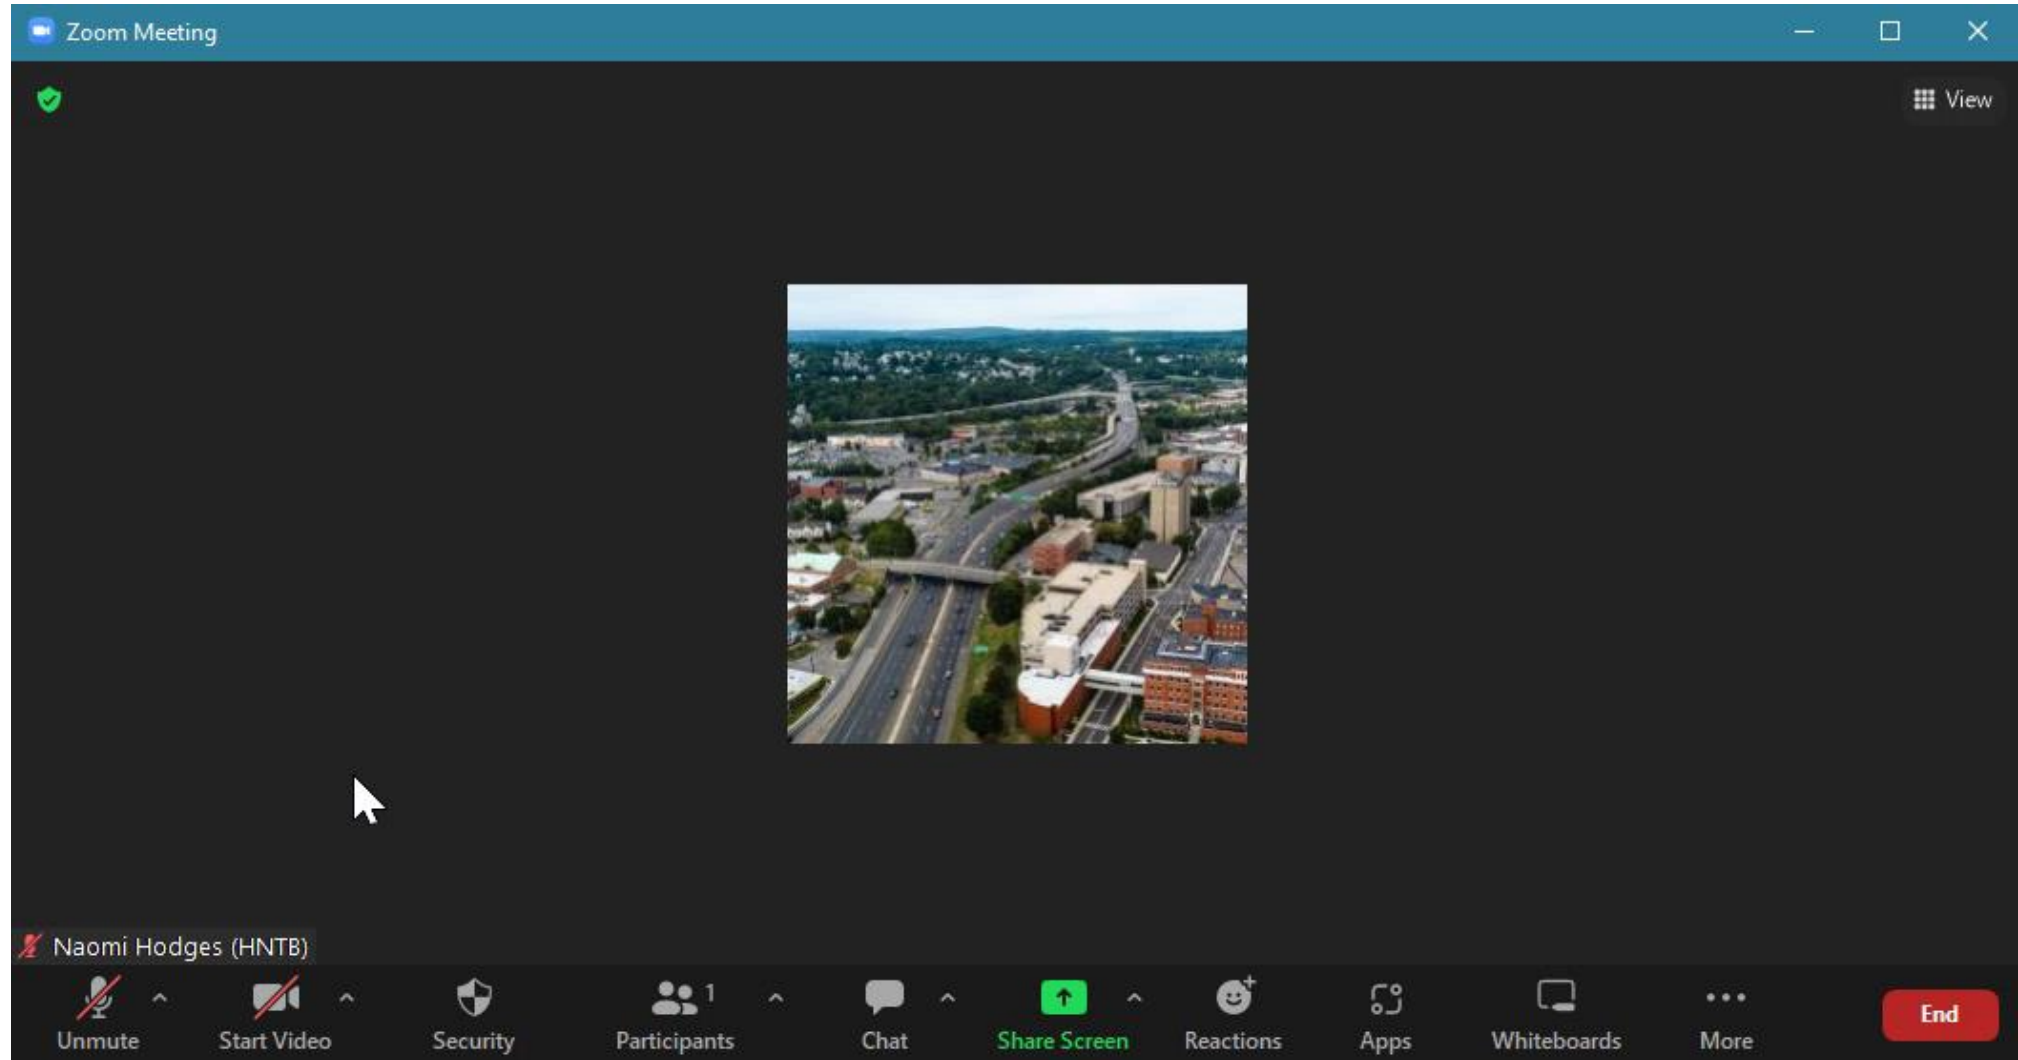 Zoom Meeting
View
Naomi Hodges (HNTB)
1
Unmute
Start Video
Security
Participants
Chat
Share Screen
Reactions
Apps
Whiteboards
More
End